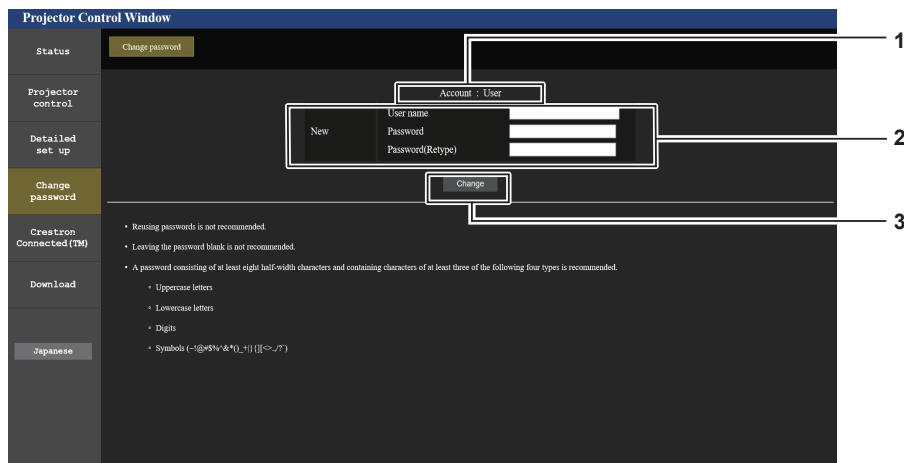 Projector Control Window
Status
Change password
1
Account : User
Projector
control
User name
New
Password
2
Password(Retype)
Detailed
set up
Change
password
Change
3
Crestron
Connected(TM)
• Reusing passwords is not recommended.
• Leaving the password blank is not recommended.
• A password consisting of at least eight half-width characters and containing characters of at least three of the following four types is recommended.
Download
◦ Uppercase letters
◦ Lowercase letters
◦ Digits
◦ Symbols (~!@#$%^&*()_+|}{][<>.,/?`)
Japanese